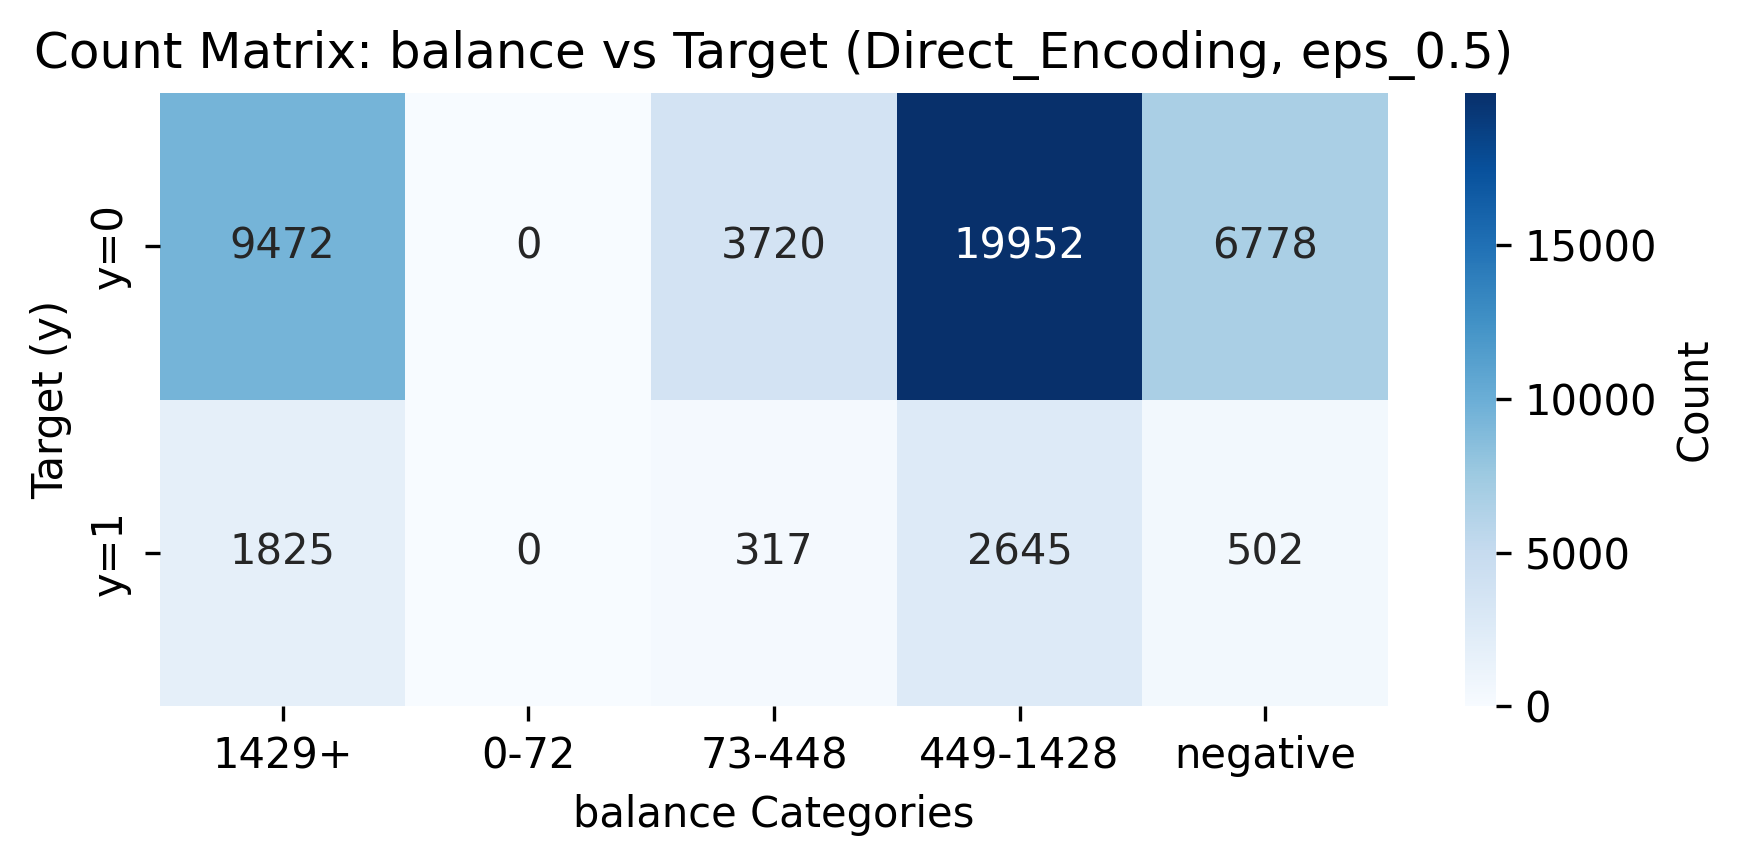 Count Matrix: balance vs Target (Direct_Encoding, eps_0.5)
Target (y)
y=0
9472 0 3720 19952 6778
y=1
1825 0 317 2645 502
1429+ 0-72 73-448 449-1428 negative
balance Categories
15000
10000
5000
0
Count